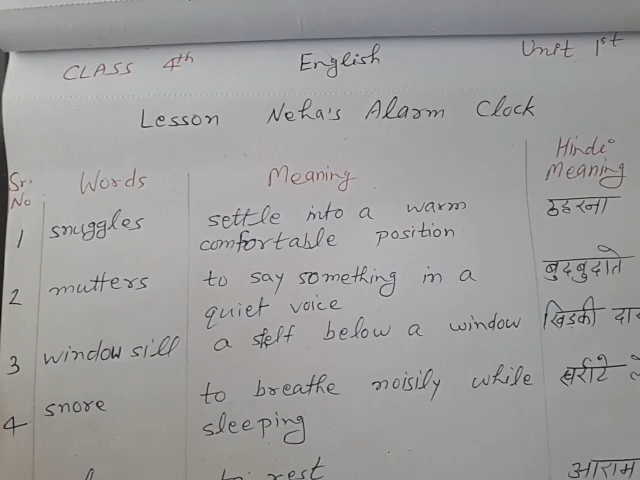 CLASS 4th English Unit 1st
Lesson Neha's Alarm Clock
Sr. No Words Meaning Hindi Meaning
1 snuggles settle into a warm comfortable position ठहरना
2 mutters to say something in a quiet voice बुदबुदाते
3 window sill a self below a window खिडकी
4 snore to breathe noisily while sleeping खर्राटे
to rest आराम